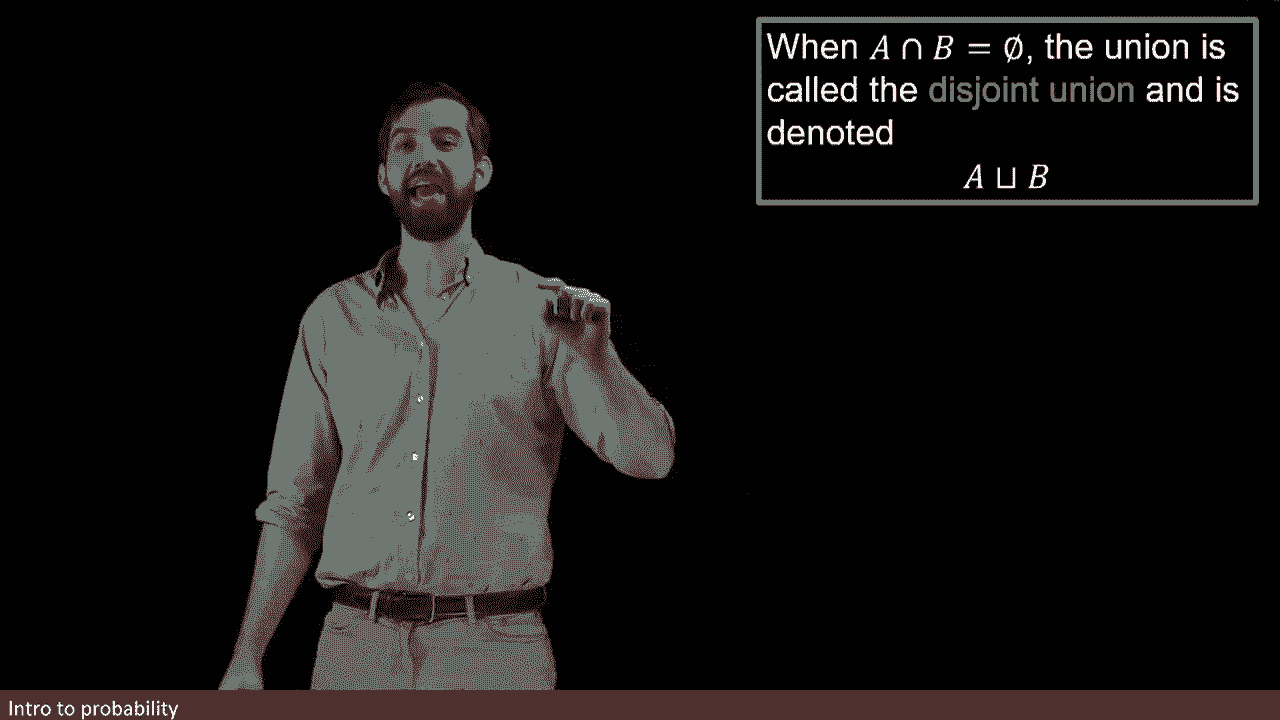 When A ∩ B = ∅, the union is
called the disjoint union and is
denoted
A ⊔ B
Intro to probability